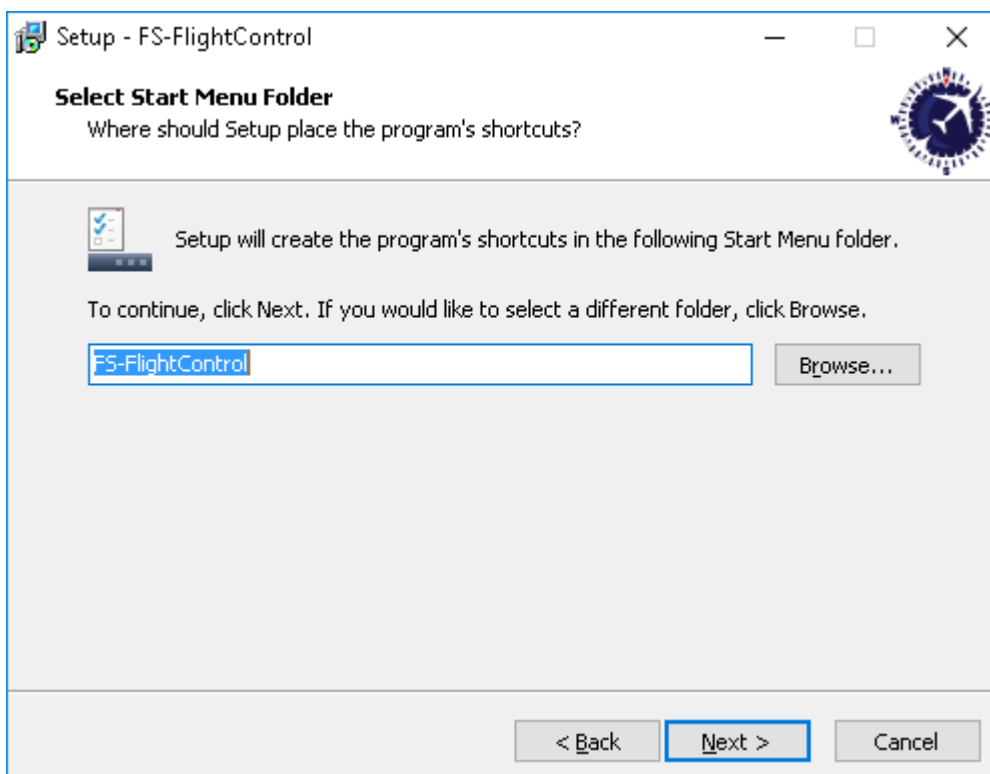 Setup - FS-FlightControl
Select Start Menu Folder
Where should Setup place the program's shortcuts?
Setup will create the program's shortcuts in the following Start Menu folder.
To continue, click Next. If you would like to select a different folder, click Browse.
FS-FlightControl
Browse...
< Back
Next >
Cancel